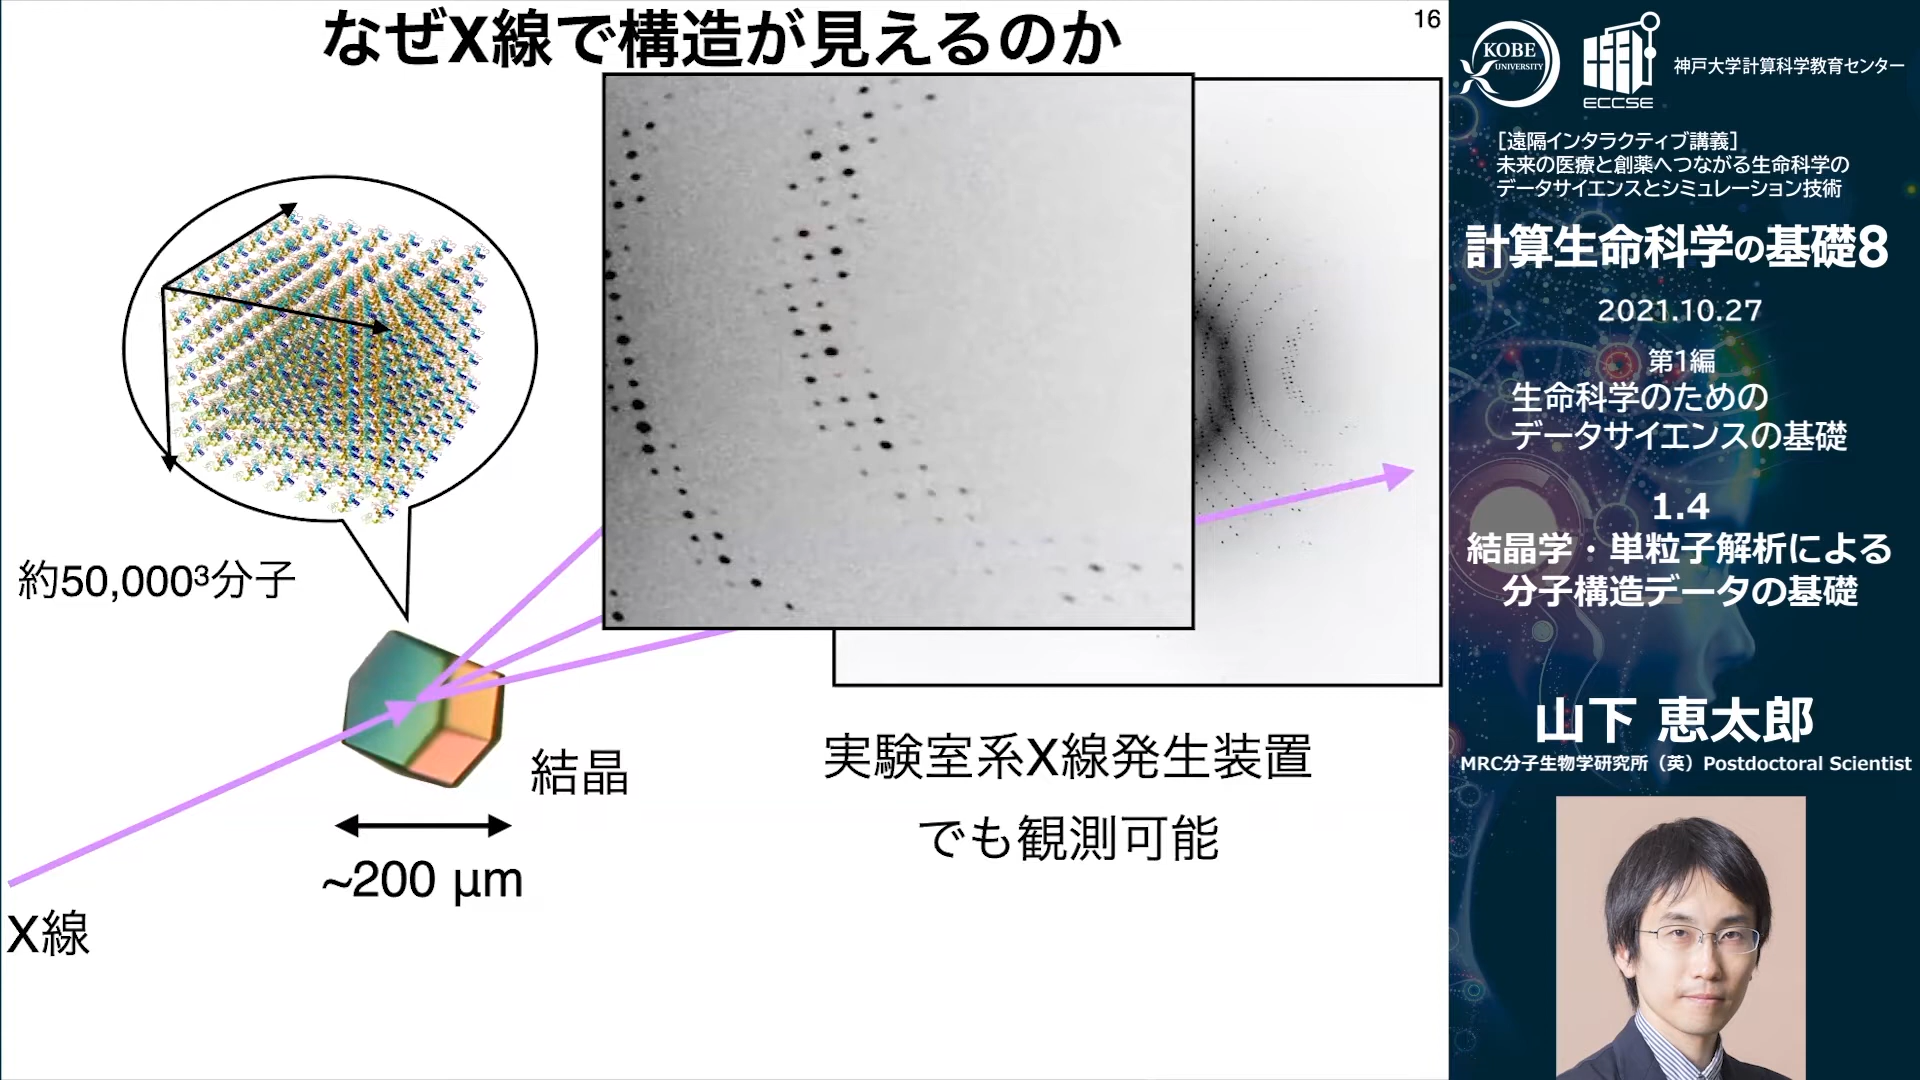 なぜX線で構造が見えるのか
16
約50,000³分子
結晶
~200 μm
X線
実験室系X線発生装置
でも観測可能
KOBE
UNIVERSITY
ECCSE
神戸大学計算科学教育センター
［遠隔インタラクティブ講義］
未来の医療と創薬へつながる生命科学の
データサイエンスとシミュレーション技術
計算生命科学の基礎8
2021.10.27
第1編
生命科学のための
データサイエンスの基礎
1.4
結晶学・単粒子解析による
分子構造データの基礎
山下 恵太郎
MRC分子生物学研究所（英）Postdoctoral Scientist